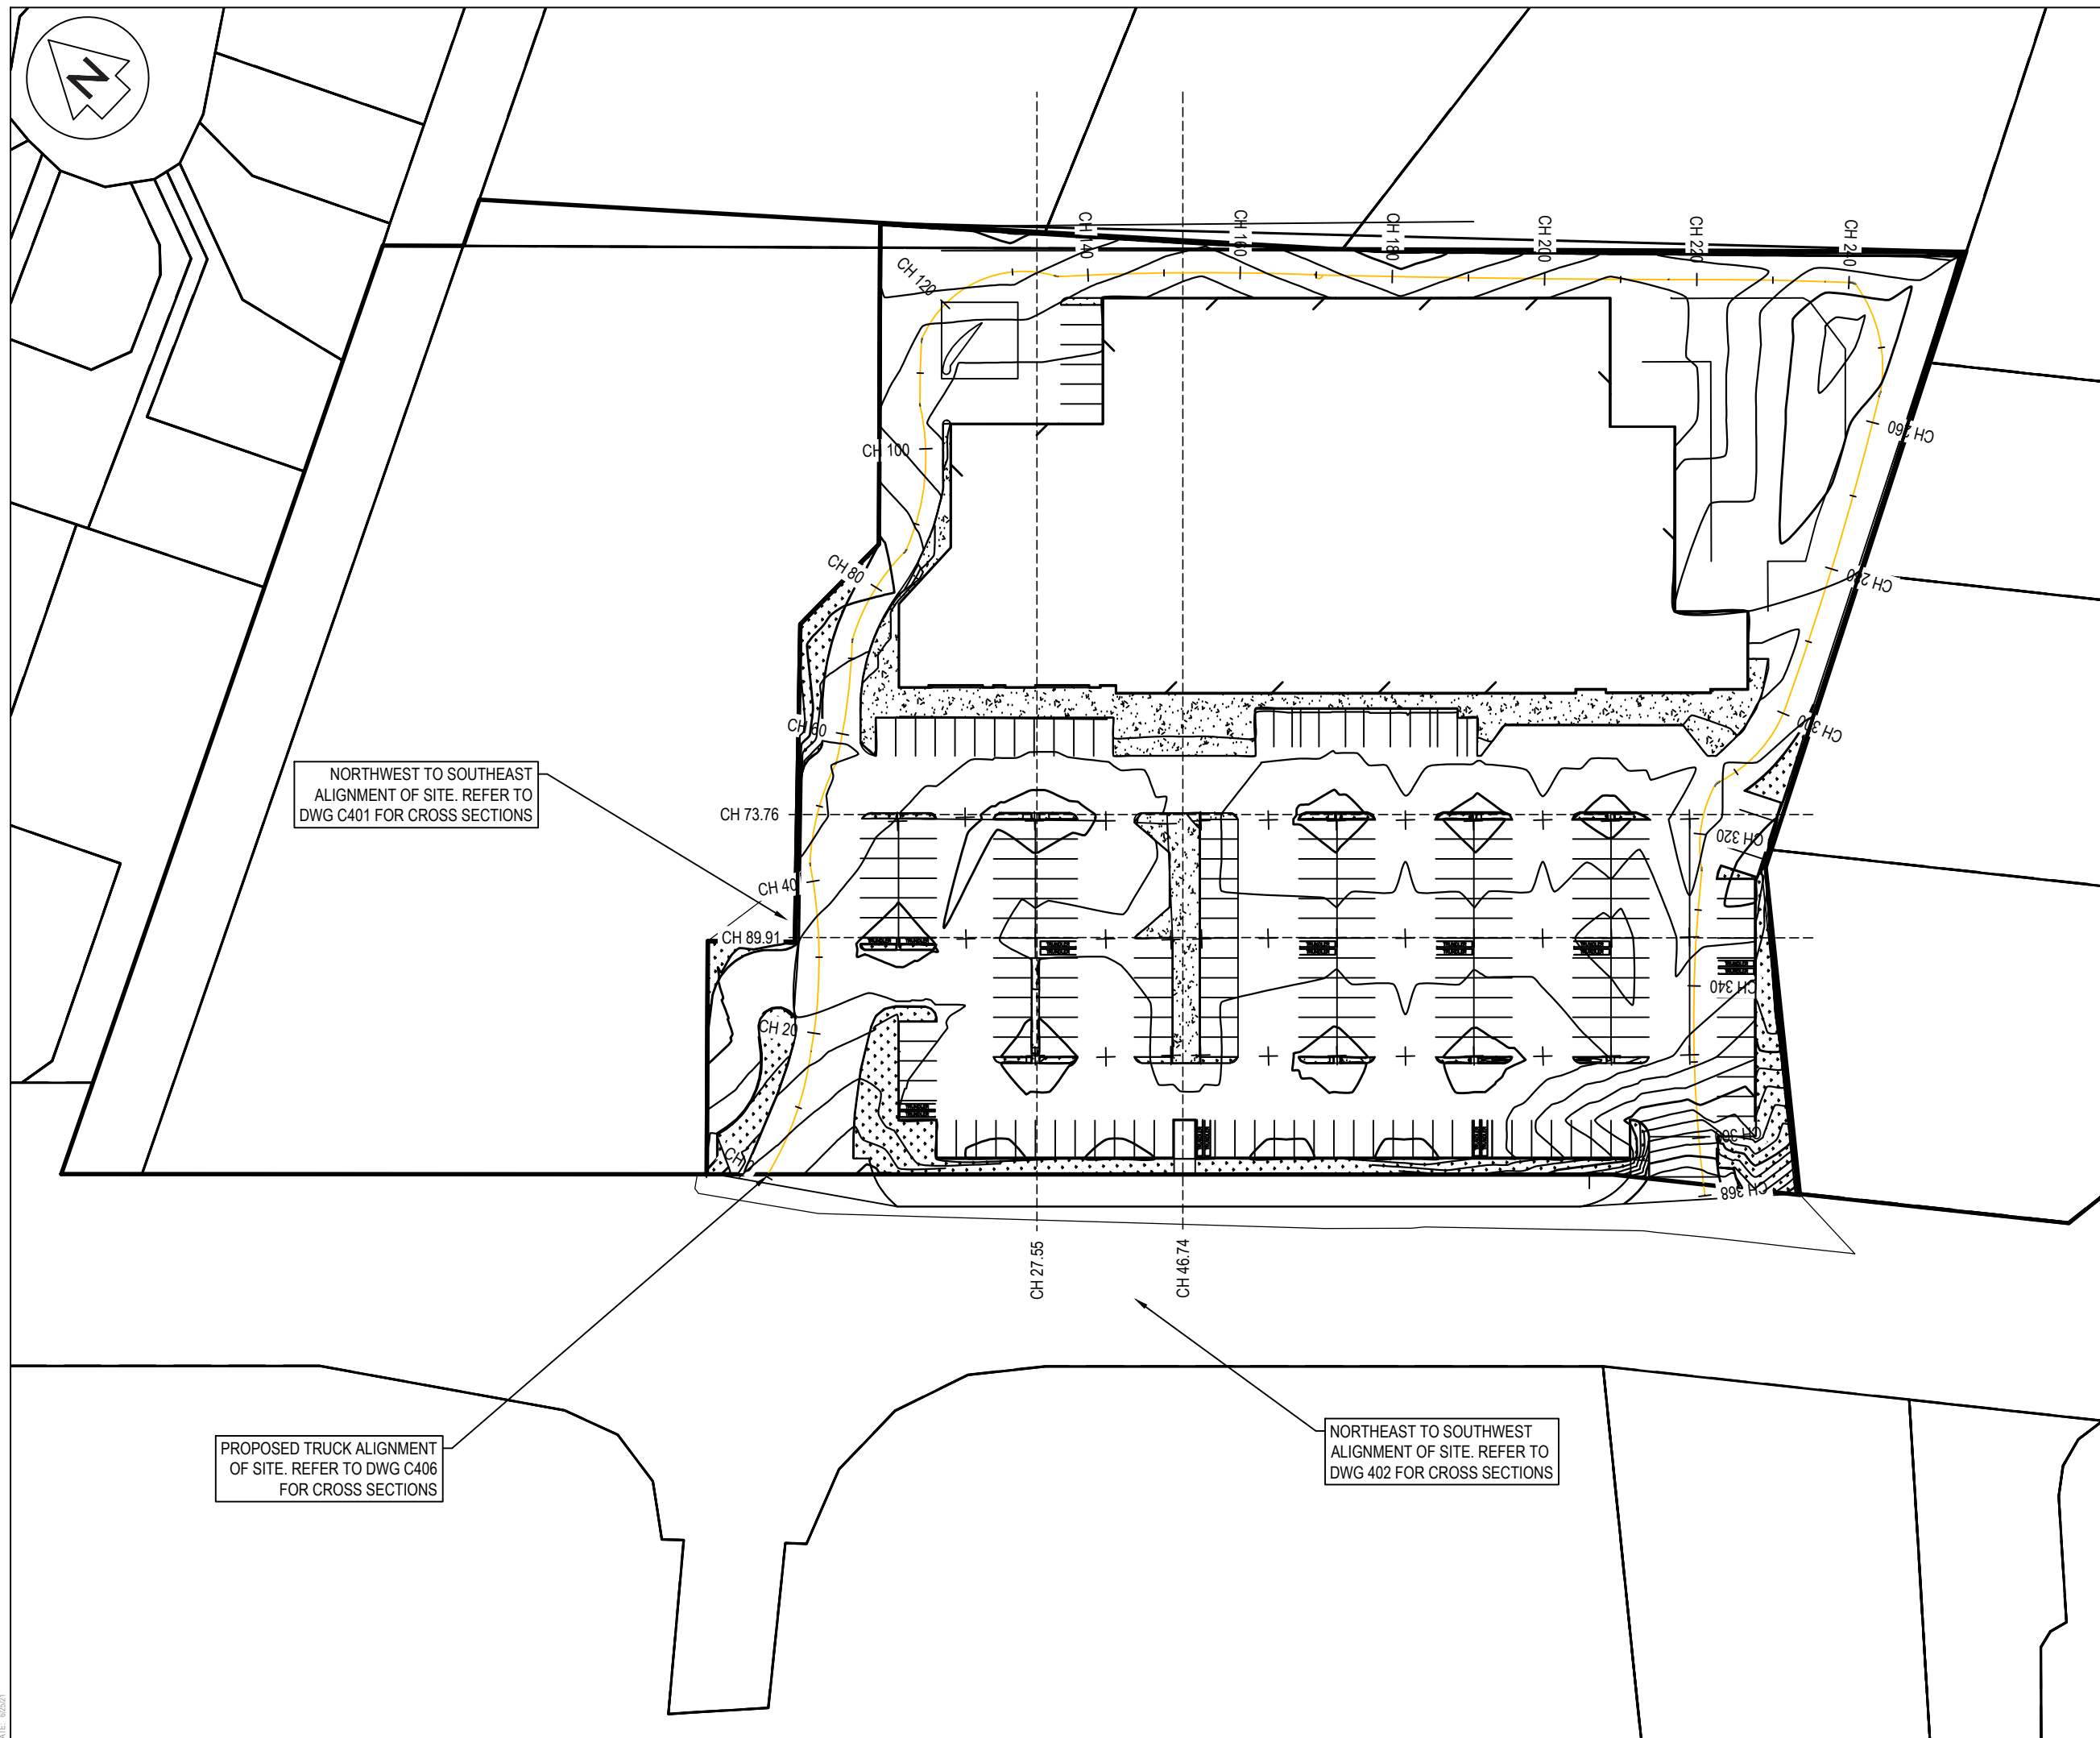 N
CH 140
CH 160
CH 180
CH 200
CH 220
CH 240
CH 120
CH 260
CH 100
CH 80
CH 280
CH 60
CH 300
NORTHWEST TO SOUTHEAST
ALIGNMENT OF SITE. REFER TO
DWG C401 FOR CROSS SECTIONS
CH 73.76
CH 320
CH 40
CH 89.91
CH 340
CH 20
CH 0
CH 360
CH 368
CH 27.55
CH 46.74
PROPOSED TRUCK ALIGNMENT
OF SITE. REFER TO DWG C406
FOR CROSS SECTIONS
NORTHEAST TO SOUTHWEST
ALIGNMENT OF SITE. REFER TO
DWG 402 FOR CROSS SECTIONS